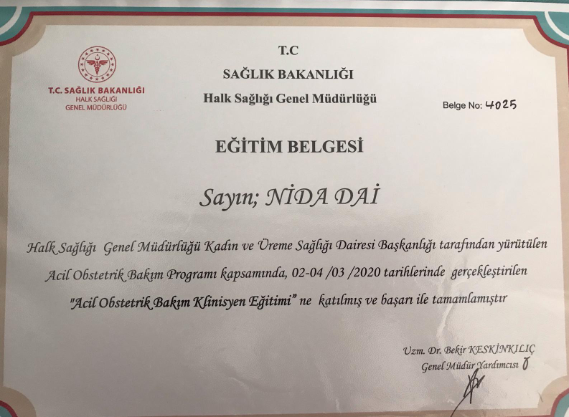 T.C
SAĞLIK BAKANLIĞI
Halk Sağlığı Genel Müdürlüğü
T.C. SAĞLIK BAKANLIĞI
HALK SAĞLIĞI
GENEL MÜDÜRLÜĞÜ
Belge No: 4025
EĞİTİM BELGESİ
Sayın; NİDA DAİ
Halk Sağlığı Genel Müdürlüğü Kadın ve Üreme Sağlığı Dairesi Başkanlığı tarafından yürütülen
Acil Obstetrik Bakım Programı kapsamında, 02-04 /03 /2020 tarihlerinde gerçekleştirilen
"Acil Obstetrik Bakım Klinisyen Eğitimi" ne katılmış ve başarı ile tamamlamıştır
Uzm. Dr. Bekir KESKİNKILIÇ
Genel Müdür Yardımcısı